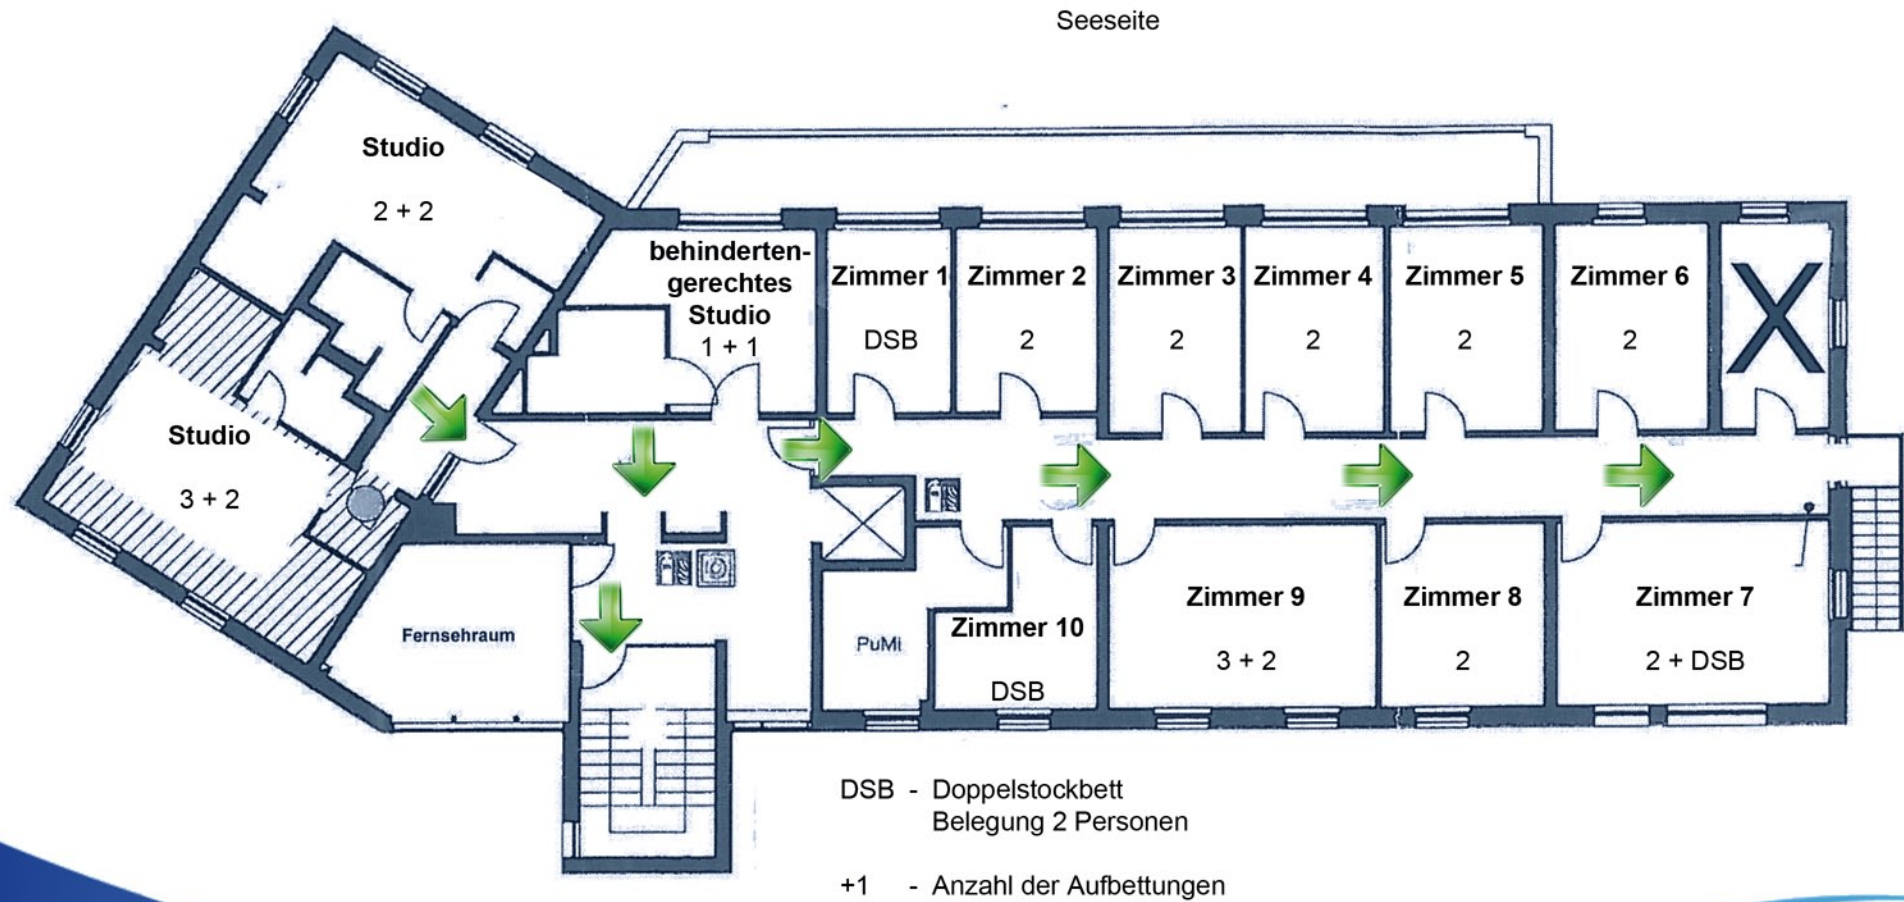 Seeseite
Studio
2 + 2
behinderten-
gerechtes
Studio
1 + 1
Zimmer 1
DSB
Zimmer 2
2
Zimmer 3
2
Zimmer 4
2
Zimmer 5
2
Zimmer 6
2
X
Studio
3 + 2
Fernsehraum
PuMi
Zimmer 10
DSB
Zimmer 9
3 + 2
Zimmer 8
2
Zimmer 7
2 + DSB
DSB - Doppelstockbett
Belegung 2 Personen
+1 - Anzahl der Aufbettungen